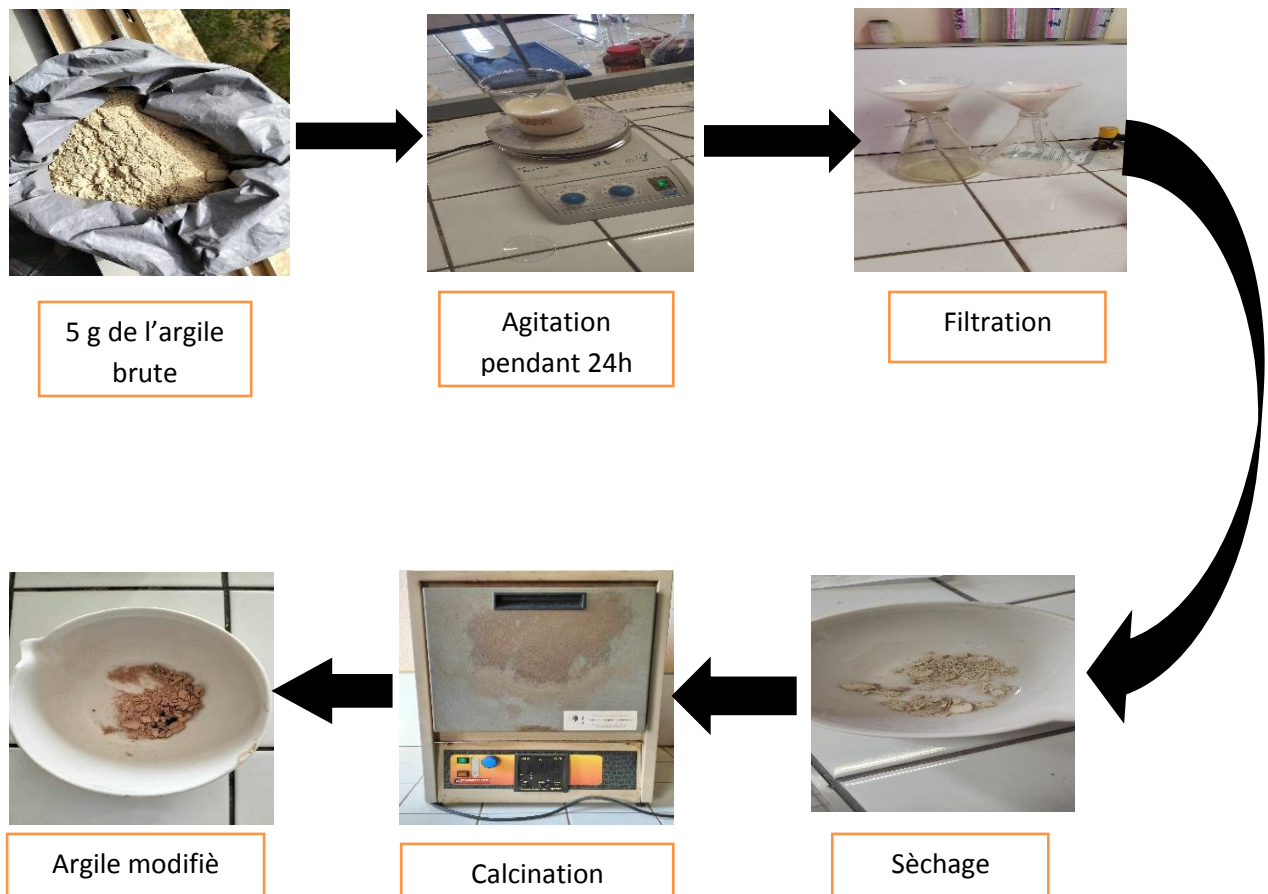 5 g de l’argile
brute
Agitation
pendant 24h
Filtration
Sèchage
Calcination
Argile modifiè